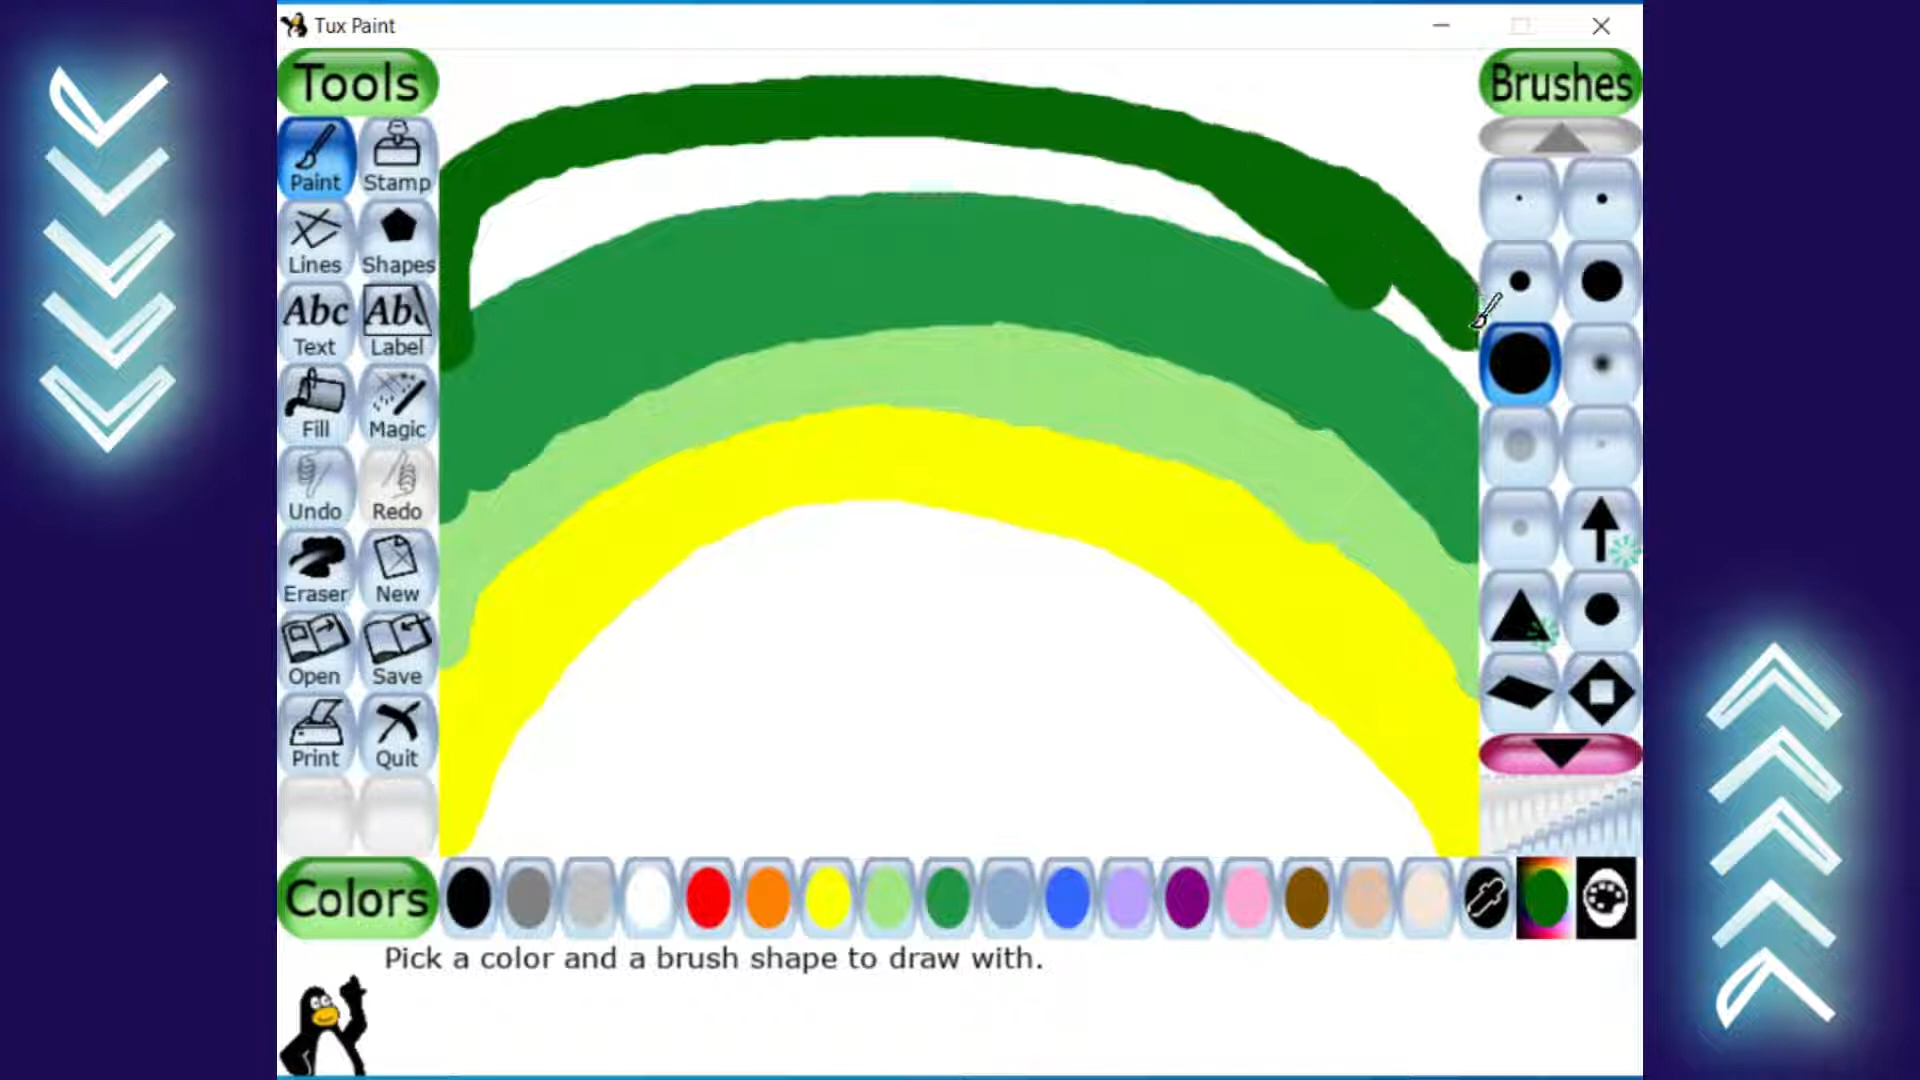 Tux Paint
Tools
Brushes
Paint Stamp
Lines Shapes
Abc Abc
Text Label
Fill Magic
Undo Redo
Eraser New
Open Save
Print Quit
Colors
Pick a color and a brush shape to draw with.